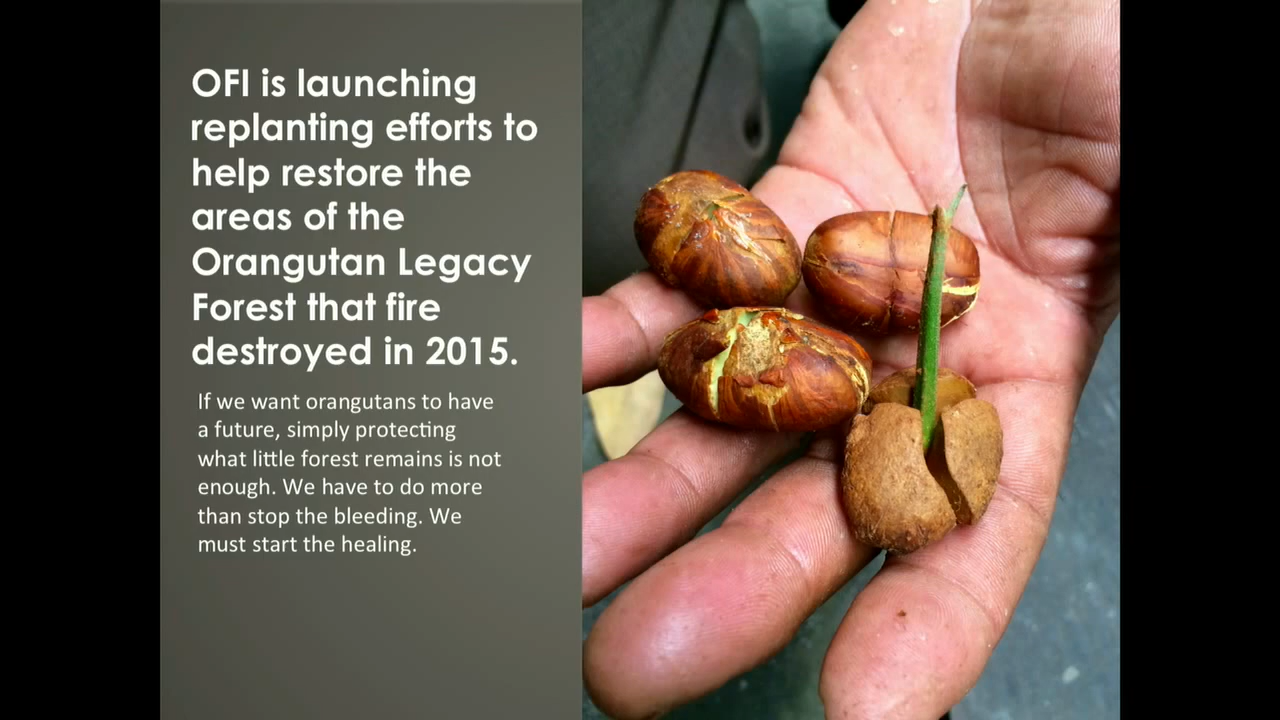 OFI is launching
replanting efforts to
help restore the
areas of the
Orangutan Legacy
Forest that fire
destroyed in 2015.
If we want orangutans to have
a future, simply protecting
what little forest remains is not
enough. We have to do more
than stop the bleeding. We
must start the healing.